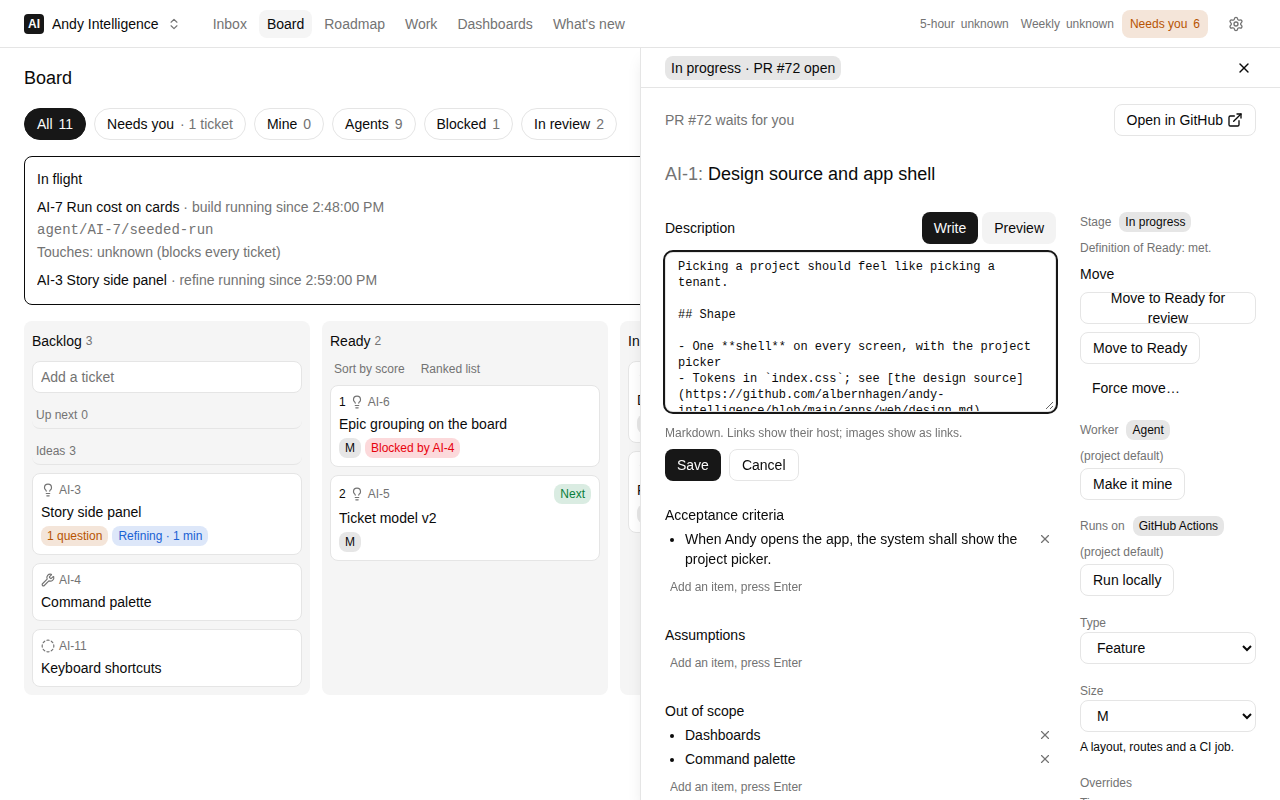 AI Andy Intelligence Inbox Board Roadmap Work Dashboards What's new 5-hour unknown Weekly unknown Needs you 6
Board
All 11 Needs you · 1 ticket Mine 0 Agents 9 Blocked 1 In review 2
In flight
AI-7 Run cost on cards · build running since 2:48:00 PM
agent/AI-7/seeded-run
Touches: unknown (blocks every ticket)
AI-3 Story side panel · refine running since 2:59:00 PM
Backlog 3
Add a ticket
Up next 0
Ideas 3
AI-3
Story side panel
1 question Refining · 1 min
AI-4
Command palette
AI-11
Keyboard shortcuts
Ready 2
Sort by score Ranked list
1 AI-6
Epic grouping on the board
M Blocked by AI-4
2 AI-5 Next
Ticket model v2
M
In
In progress · PR #72 open
PR #72 waits for you Open in GitHub
AI-1: Design source and app shell
Description Write Preview
Picking a project should feel like picking a
tenant.
## Shape
- One **shell** on every screen, with the project
picker
- Tokens in `index.css`; see [the design source]
(https://github.com/albernhagen/andy-
intelligence/blob/main/apps/web/design.md)
Markdown. Links show their host; images show as links.
Save Cancel
Acceptance criteria
• When Andy opens the app, the system shall show the
project picker.
Add an item, press Enter
Assumptions
Add an item, press Enter
Out of scope
• Dashboards
• Command palette
Add an item, press Enter
Stage In progress
Definition of Ready: met.
Move
Move to Ready for
review
Move to Ready
Force move…
Worker Agent
(project default)
Make it mine
Runs on GitHub Actions
(project default)
Run locally
Type
Feature
Size
M
A layout, routes and a CI job.
Overrides